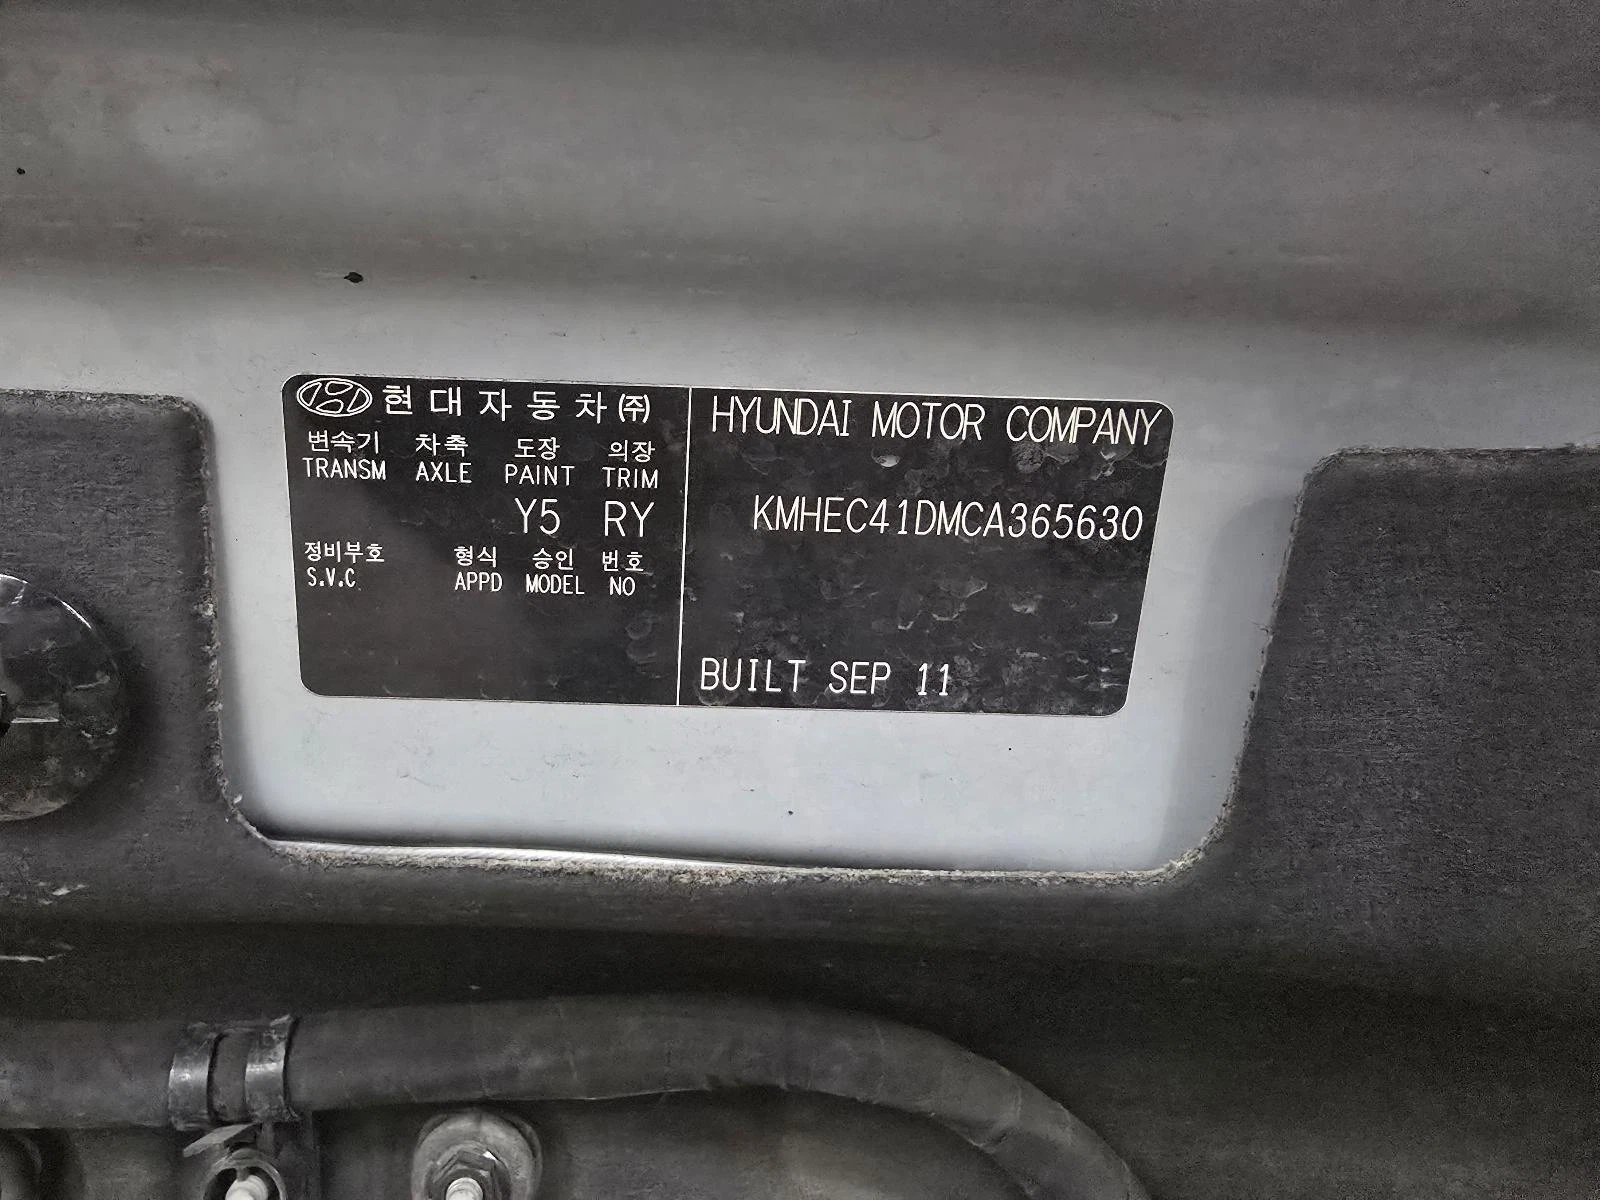 현대자동차(주)
변속기 차축 도장 의장
TRANSM AXLE PAINT TRIM
Y5 RY
정비부호 형식 승인 번호
S.V.C APPD MODEL NO
HYUNDAI MOTOR COMPANY
KMHEC41DMCA365630
BUILT SEP 11